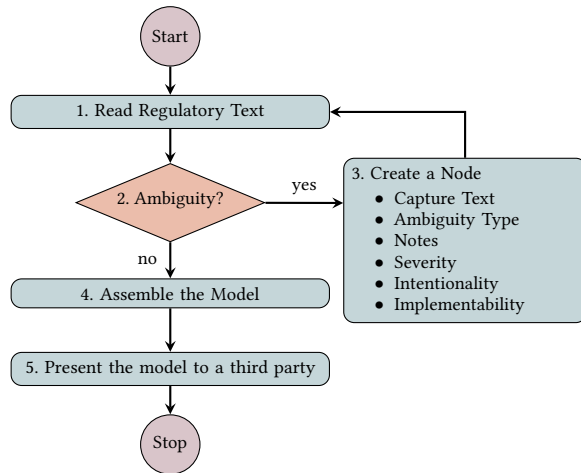 Start
1. Read Regulatory Text
2. Ambiguity?
yes
3. Create a Node
● Capture Text
● Ambiguity Type
● Notes
● Severity
● Intentionality
● Implementability
no
4. Assemble the Model
5. Present the model to a third party
Stop